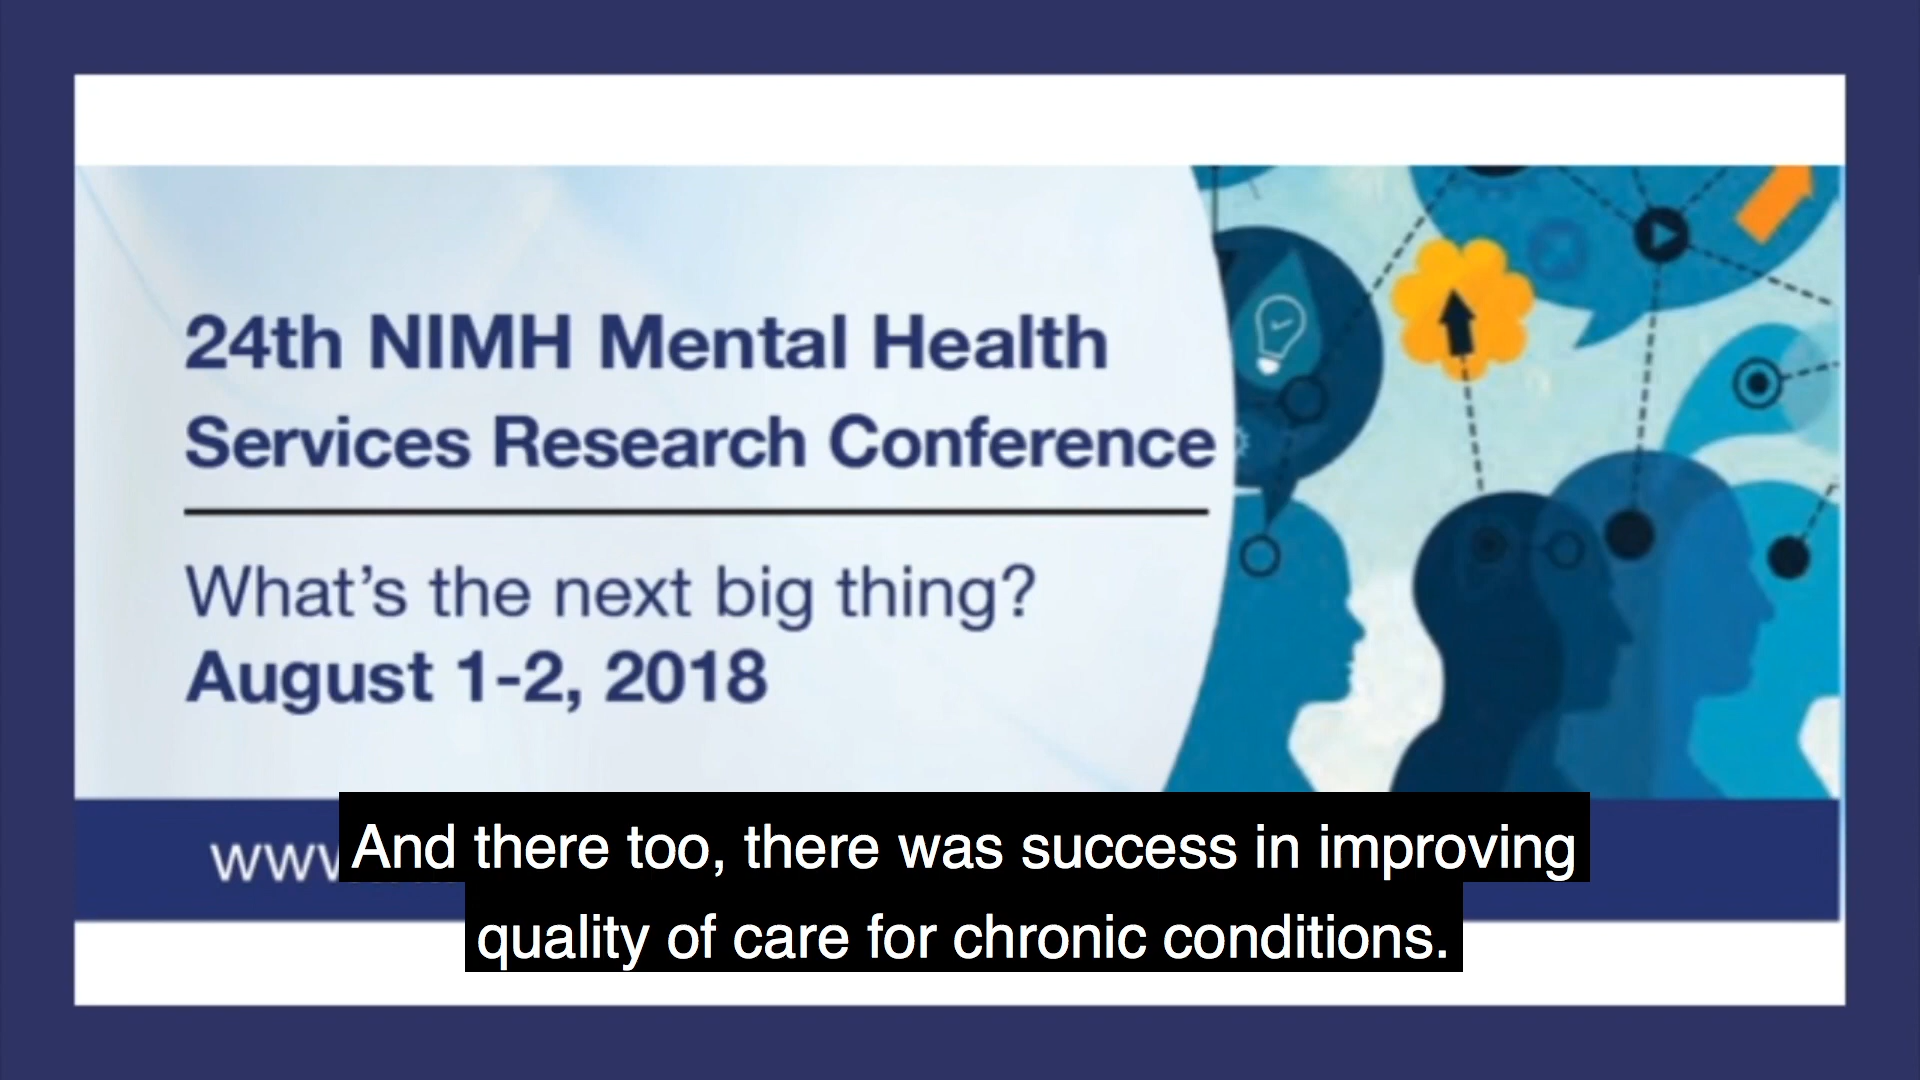 24th NIMH Mental Health
Services Research Conference
What's the next big thing?
August 1-2, 2018
And there too, there was success in improving
quality of care for chronic conditions.